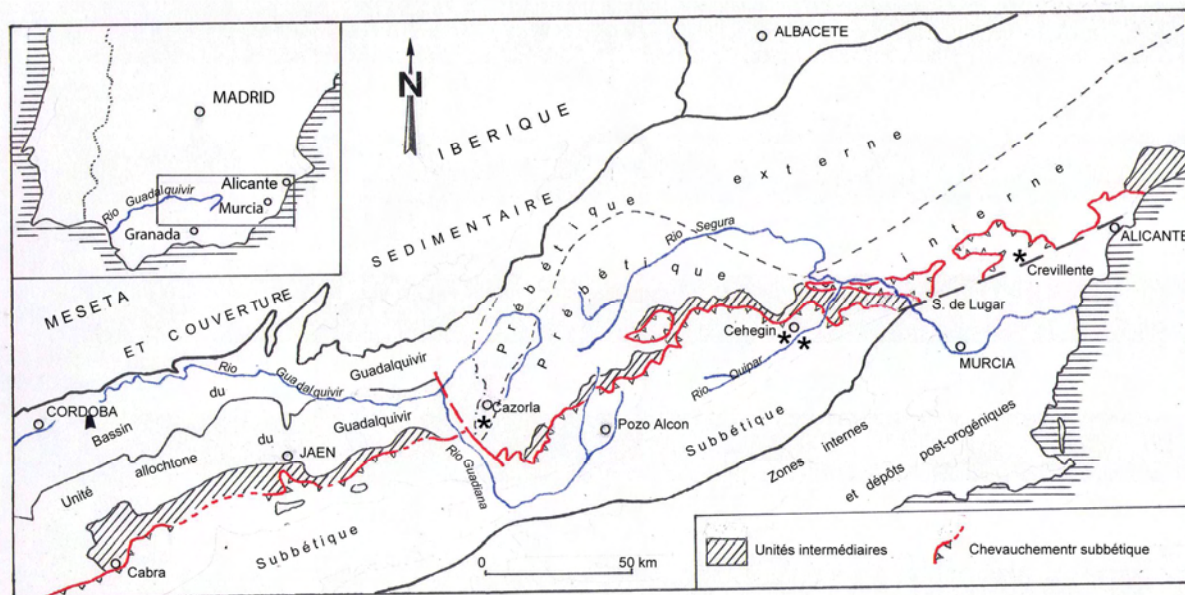 MADRID
Rio Guadalquivir
Alicante
Murcia
Granada
N
ALBACETE
MESETA
ET COUVERTURE
SEDIMENTAIRE
IBERIQUE
Prébétique externe
Prébétique interne
Rio Segura
ALICANTE
Crevillente
S. de Lugar
Cehegin
MURCIA
Rio Quipar
Rio Guadalquivir
Guadalquivir
CORDOBA
Bassin du Guadalquivir
Cazorla
Pozo Alcon
Unité allochtone du Guadalquivir
JAEN
Rio Guadiana
Subbétique
Zones internes
et dépôts post-orogéniques
Subbétique
Cabra
0 50 km
Unités intermédiaires
Chevauchementr subbétique